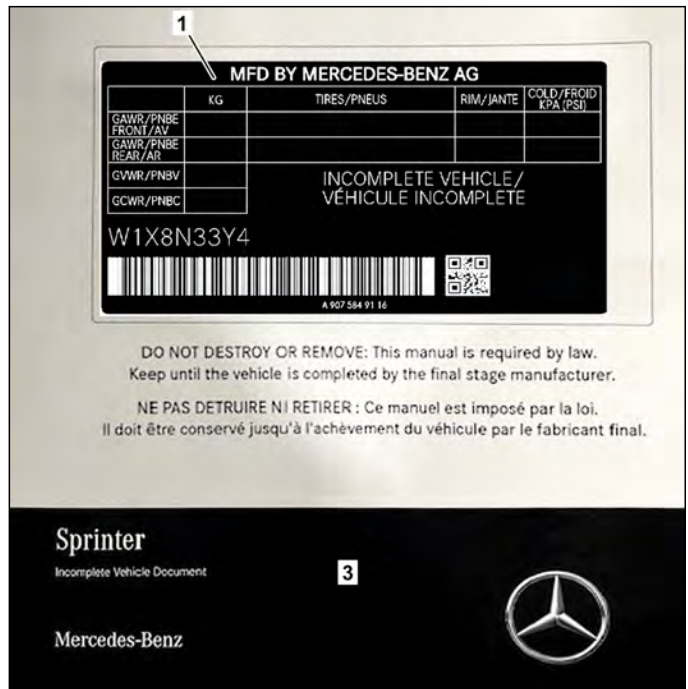 1
MFD BY MERCEDES-BENZ AG
KG TIRES/PNEUS RIM/JANTE COLD/FROID KPA (PSI)
GAWR/PNBE FRONT/AV
GAWR/PNBE REAR/AR
GVWR/PNBV
GCWR/PNBC
INCOMPLETE VEHICLE/
VÉHICULE INCOMPLETE
W1X8N33Y4
A 907 584 91 16
DO NOT DESTROY OR REMOVE: This manual is required by law.
Keep until the vehicle is completed by the final stage manufacturer.
NE PAS DETRUIRE NI RETIRER : Ce manuel est imposé par la loi.
Il doit être conservé jusqu'à l'achèvement du véhicule par le fabricant final.
Sprinter
Incomplete Vehicle Document
3
Mercedes-Benz